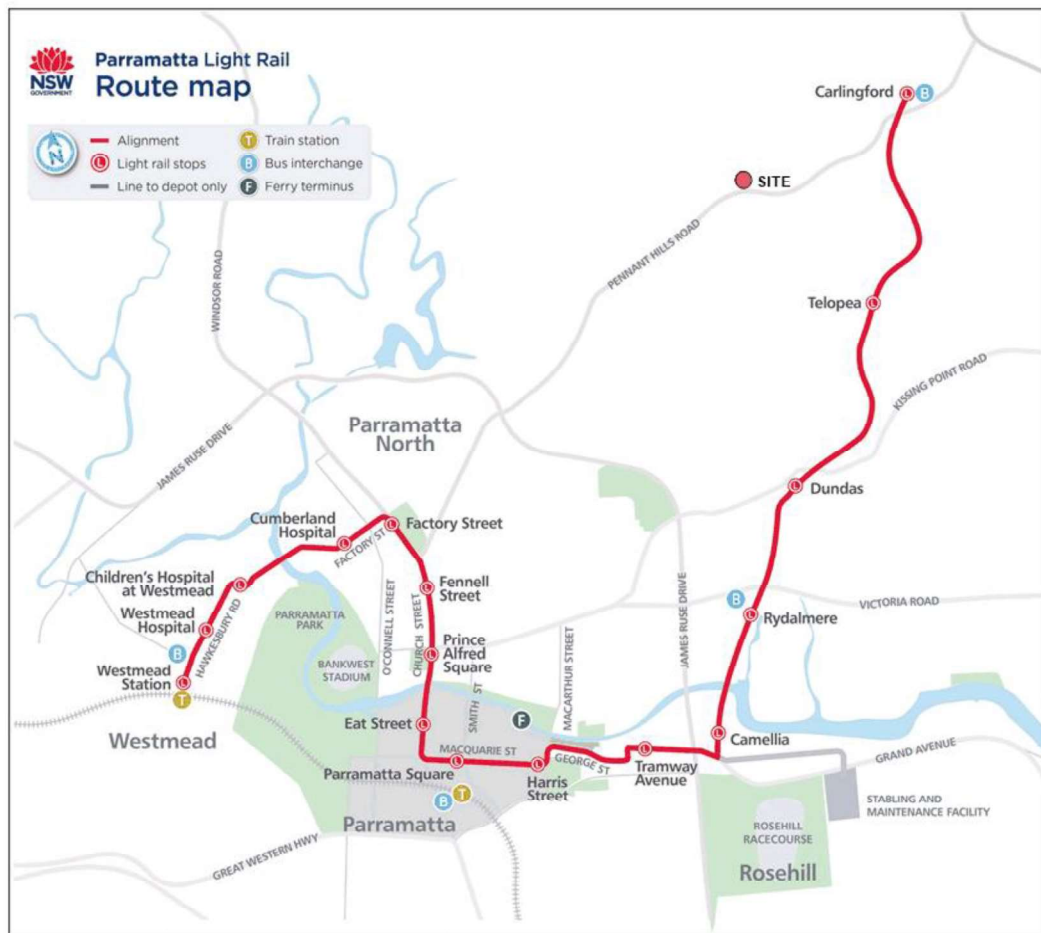 NSW
GOVERNMENT
Parramatta Light Rail
Route map
N
Alignment
L
Light rail stops
Line to depot only
T
Train station
B
Bus interchange
F
Ferry terminus
Carlingford
L
B
SITE
PENNANT HILLS ROAD
WINDSOR ROAD
Telopea
L
KISSING POINT ROAD
JAMES RUSE DRIVE
Parramatta
North
Dundas
L
Cumberland
Hospital
L
FACTORY ST
Factory Street
L
Children's Hospital
at Westmead
L
Fennell
Street
L
Westmead
Hospital
L
HAWKESBURY RD
PARRAMATTA
PARK
O'CONNELL STREET
CHURCH STREET
JAMES RUSE DRIVE
VICTORIA ROAD
B
L
Rydalmere
B
Westmead
Station
L
T
BANKWEST
STADIUM
Prince
Alfred
Square
L
SMITH ST
MACARTHUR STREET
Westmead
Eat Street
L
F
Camellia
L
MACQUARIE ST
Parramatta Square
L
Harris
Street
L
GEORGE ST
Tramway
Avenue
L
GRAND AVENUE
B
T
Parramatta
STABLING AND
MAINTENANCE FACILITY
ROSEHILL
RACECOURSE
GREAT WESTERN HWY
Rosehill